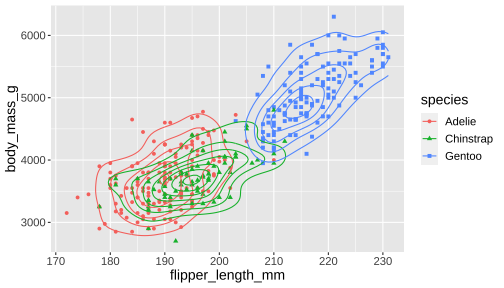 6000
5000
4000
3000
body_mass_g
170
180
190
200
210
220
230
flipper_length_mm
species
Adelie
Chinstrap
Gentoo